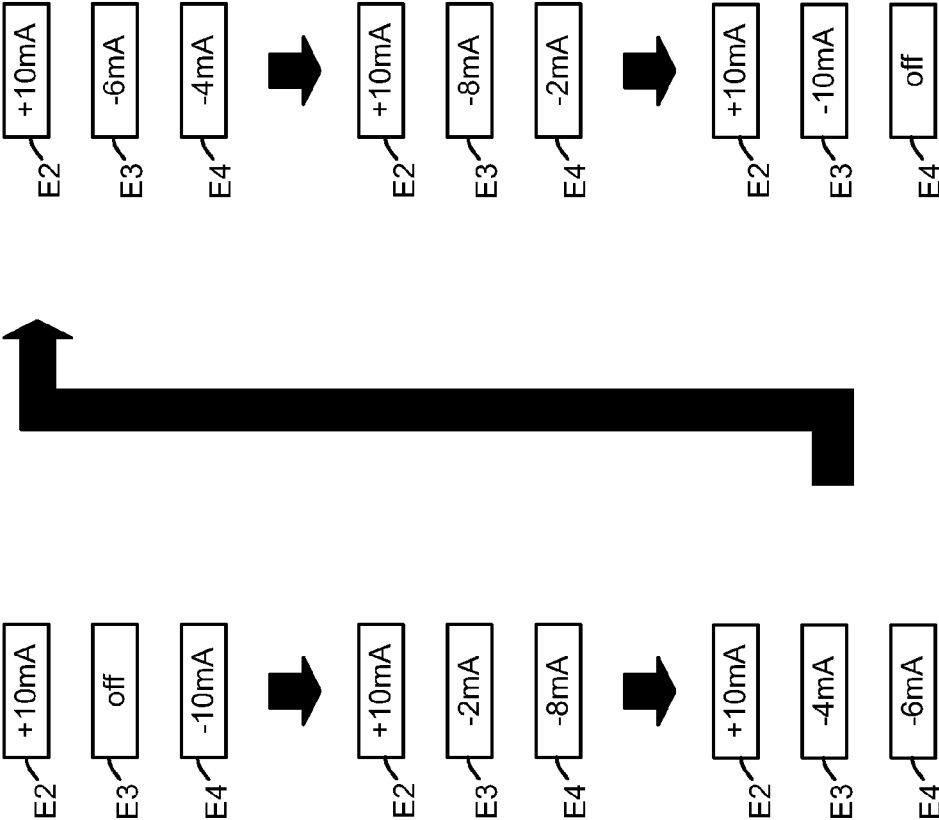 E2 +10mA
E3 off
E4 -10mA
E2 +10mA
E3 -2mA
E4 -8mA
E2 +10mA
E3 -4mA
E4 -6mA
E2 +10mA
E3 -6mA
E4 -4mA
E2 +10mA
E3 -8mA
E4 -2mA
E2 +10mA
E3 -10mA
E4 off